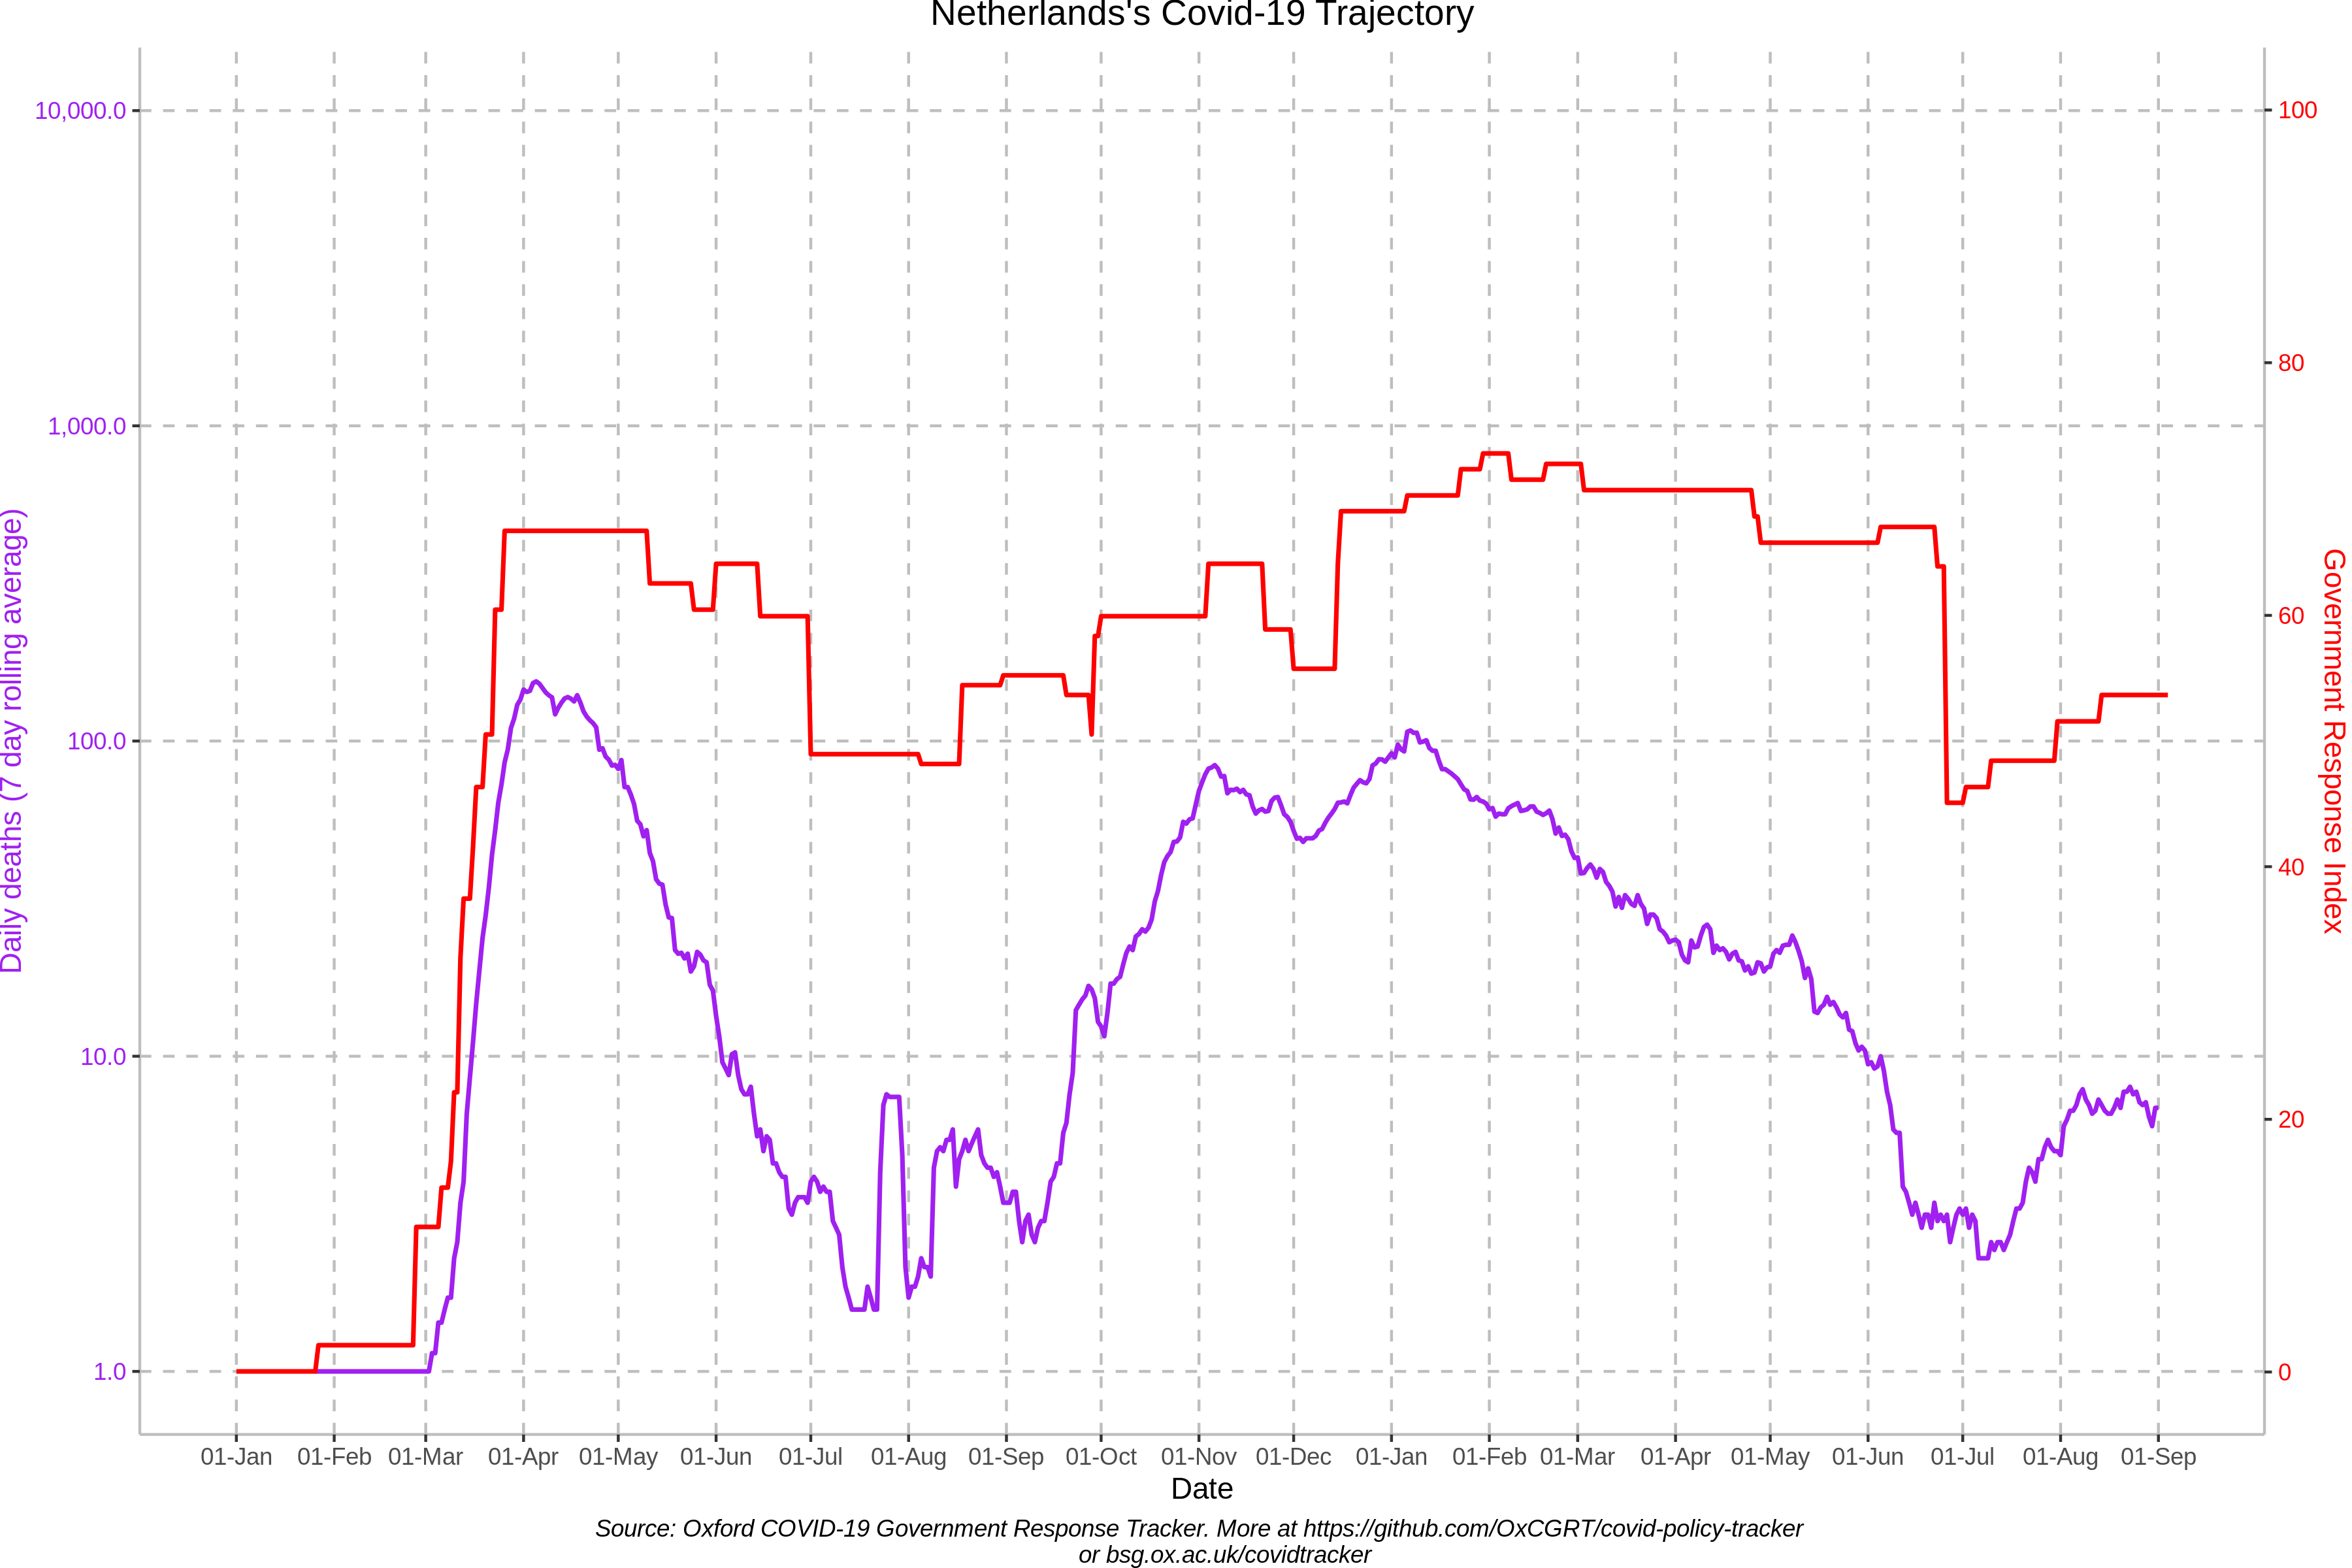 Netherlands's Covid-19 Trajectory
10,000.0
1,000.0
100.0
10.0
1.0
Daily deaths (7 day rolling average)
100
80
60
40
20
0
Government Response Index
01-Jan 01-Feb 01-Mar 01-Apr 01-May 01-Jun 01-Jul 01-Aug 01-Sep 01-Oct 01-Nov 01-Dec 01-Jan 01-Feb 01-Mar 01-Apr 01-May 01-Jun 01-Jul 01-Aug 01-Sep
Date
Source: Oxford COVID-19 Government Response Tracker. More at https://github.com/OxCGRT/covid-policy-tracker
or bsg.ox.ac.uk/covidtracker